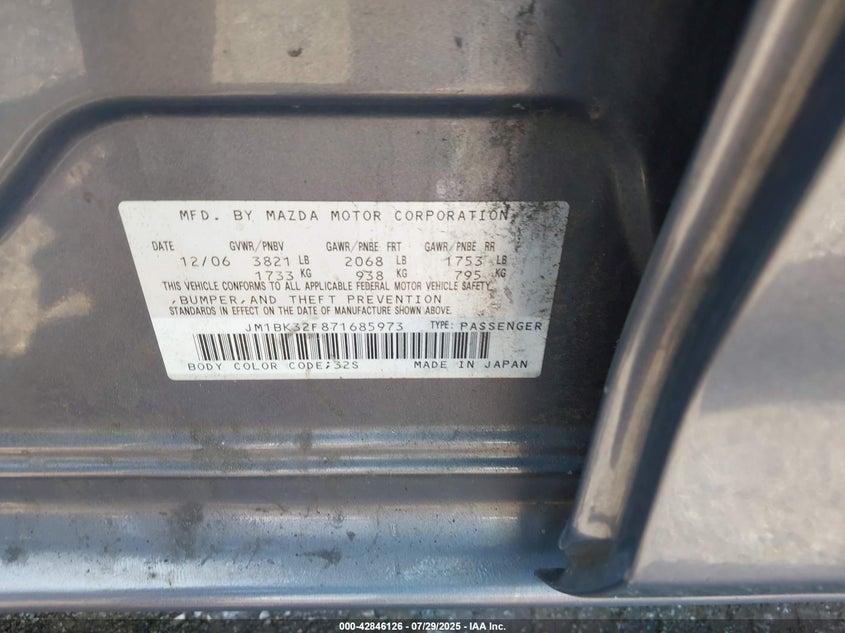 MFD. BY MAZDA MOTOR CORPORATION
DATE GVWR/PNBV GAWR/PNBE FRT GAWR/PNBE RR
12/06 3821 LB 2068 LB 1753 LB
1733 KG 938 KG 795 KG
THIS VEHICLE CONFORMS TO ALL APPLICABLE FEDERAL MOTOR VEHICLE SAFETY
,BUMPER,AND THEFT PREVENTION
STANDARDS IN EFFECT ON THE DATE OF MANUFACTURE SHOWN ABOVE.
JM1BK32F871685973 TYPE: PASSENGER
BODY COLOR CODE:32S MADE IN JAPAN
000-42846126 - 07/29/2025 - IAA Inc.